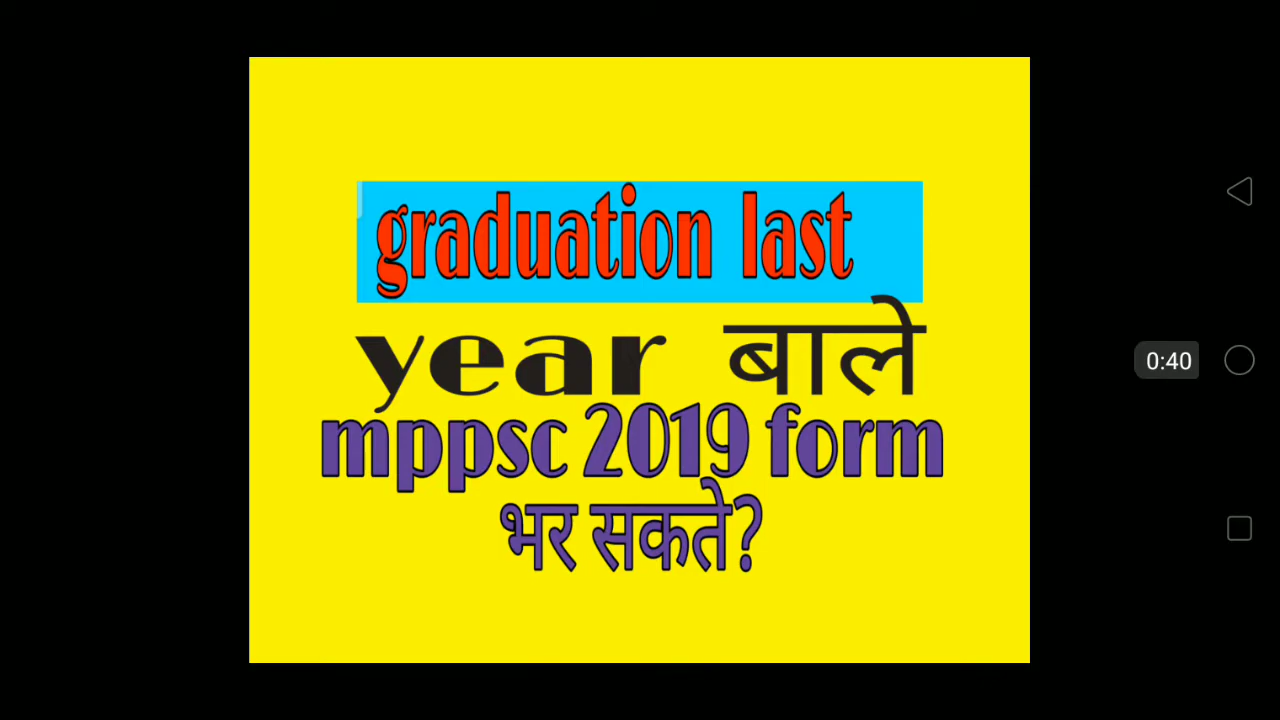 graduation last
year बाले
mppsc 2019 form
भर सकते?
0:40